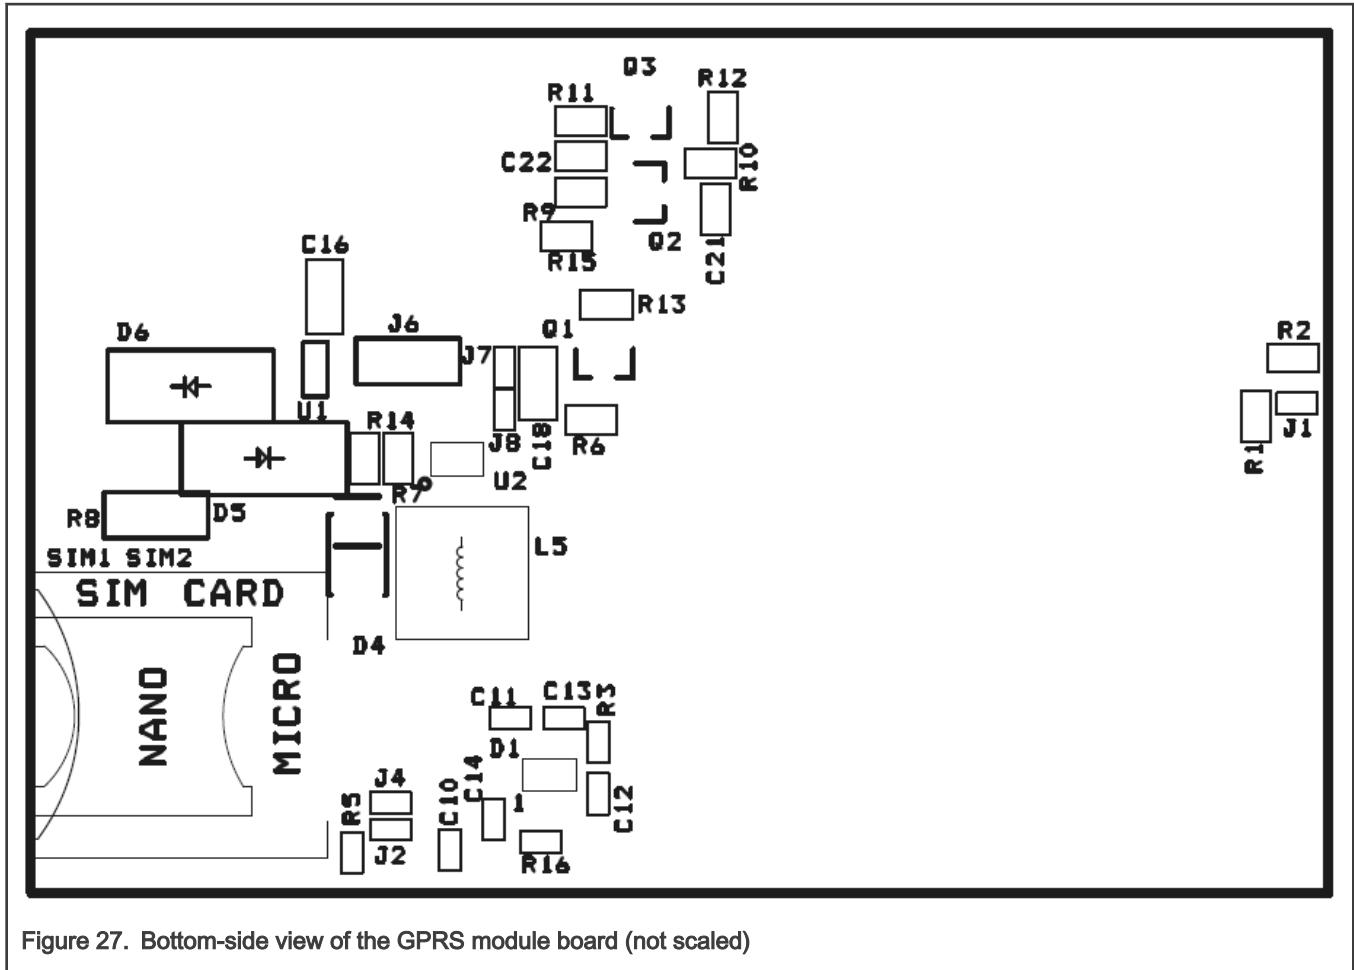 Q3
R12
R11
C22
R10
R9
Q2
R15
C21
C16
R13
D6
J6
Q1
J7
R2
U1
R14
J8
C18
R6
J1
R1
U2
R7
R8
D5
SIM1 SIM2
L5
SIM CARD
D4
NANO
MICRO
C11
C13
R3
D1
C14
J4
C10
R5
1
C12
J2
R16
Figure 27. Bottom-side view of the GPRS module board (not scaled)